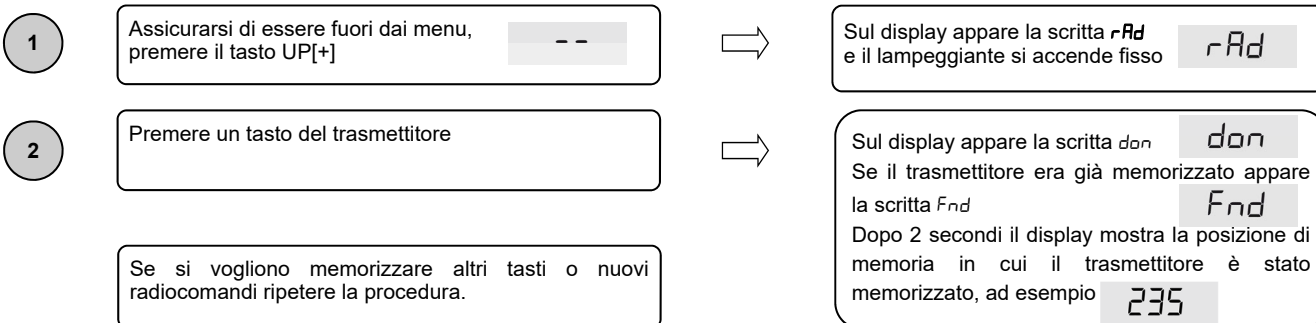 1
Assicurarsi di essere fuori dai menu,
premere il tasto UP[+]
--
Sul display appare la scritta rAd
e il lampeggiante si accende fisso
rAd
2
Premere un tasto del trasmettitore
Sul display appare la scritta don
don
Se il trasmettitore era già memorizzato appare
la scritta Fnd
Fnd
Dopo 2 secondi il display mostra la posizione di
memoria in cui il trasmettitore è stato
memorizzato, ad esempio
235
Se si vogliono memorizzare altri tasti o nuovi
radiocomandi ripetere la procedura.